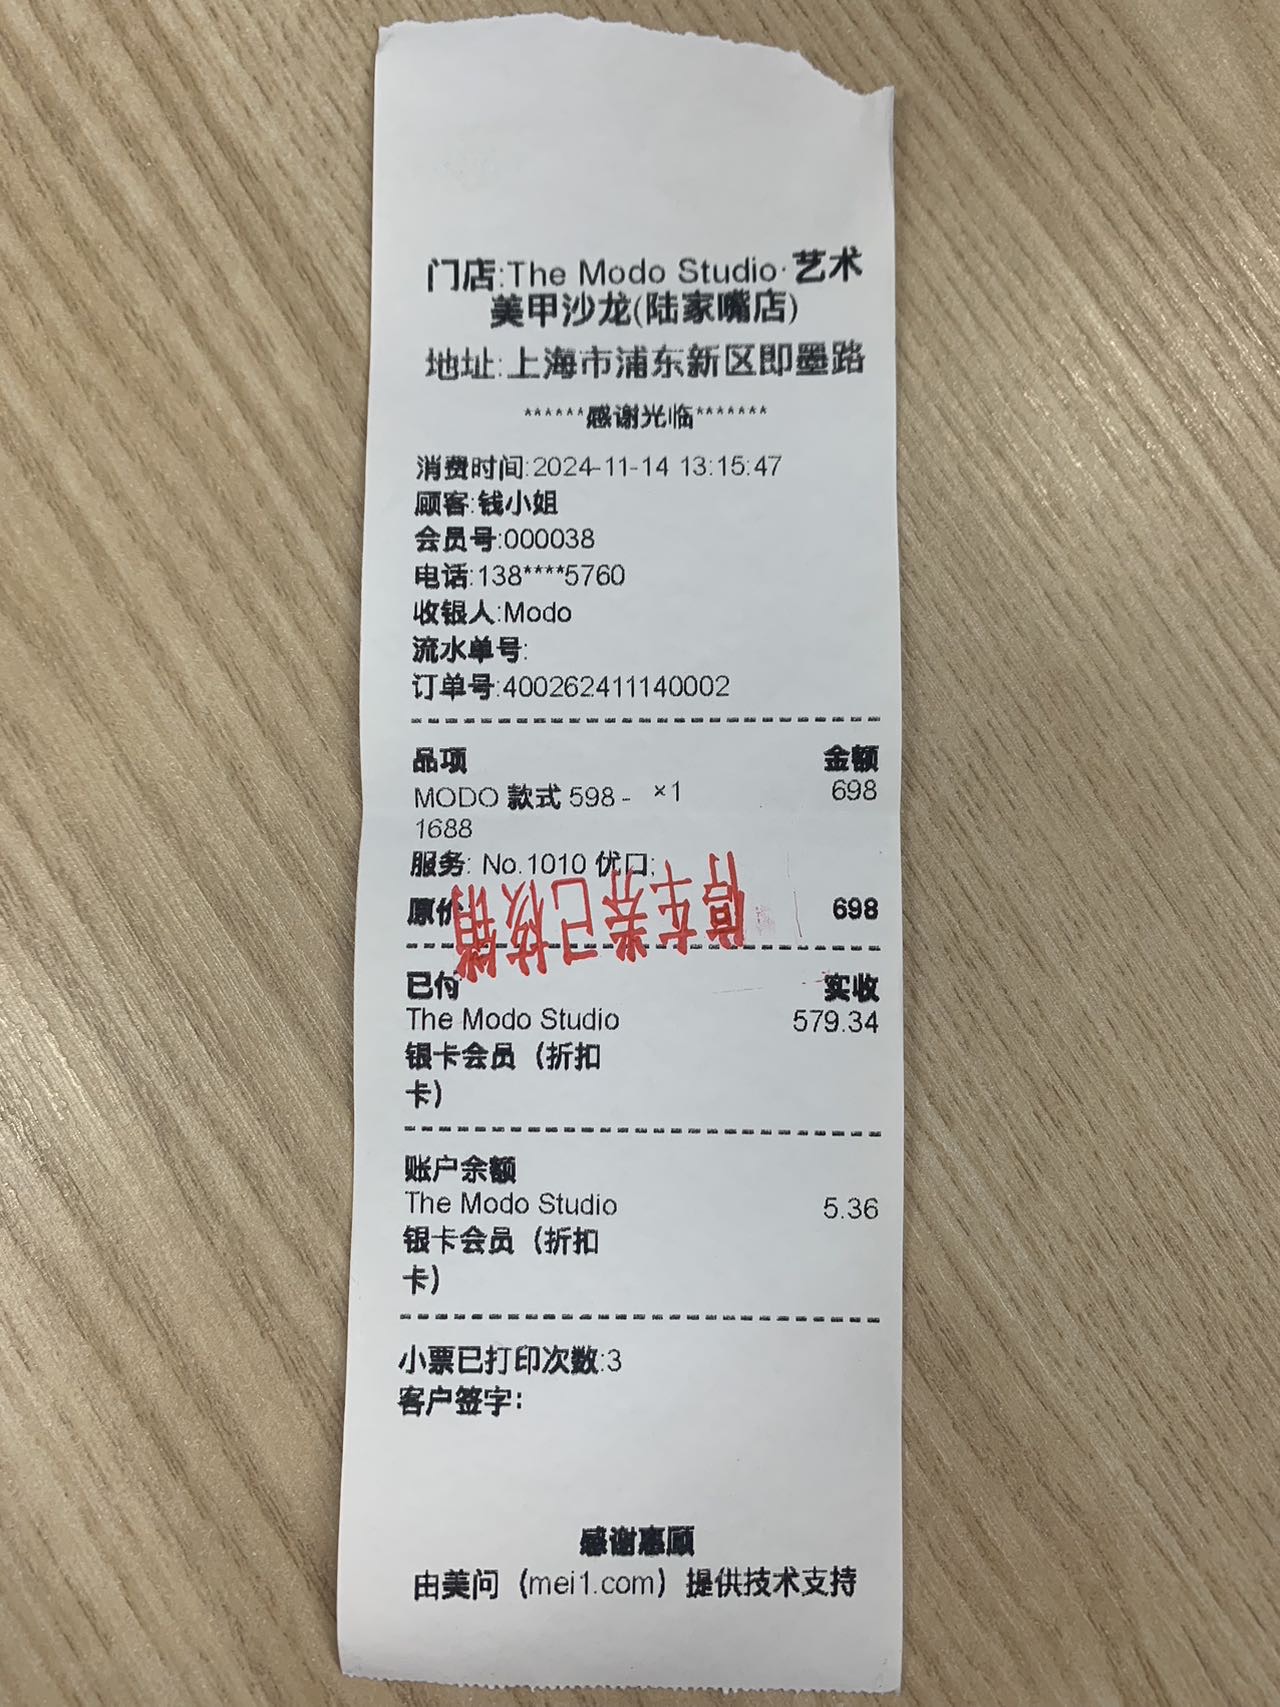 门店:The Modo Studio·艺术
美甲沙龙(陆家嘴店)
地址:上海市浦东新区即墨路
******感谢光临*******
消费时间:2024-11-14 13:15:47
顾客:钱小姐
会员号:000038
电话:138****5760
收银人:Modo
流水单号:
订单号:400262411140002
品项 金额
MODO 款式 598- ×1 698
1688
服务: No.1010 优口;
停车券已核销
原价: 698
已付 实收
The Modo Studio 579.34
银卡会员（折扣
卡）
账户余额
The Modo Studio 5.36
银卡会员（折扣
卡）
小票已打印次数:3
客户签字：
感谢惠顾
由美问（mei1.com）提供技术支持